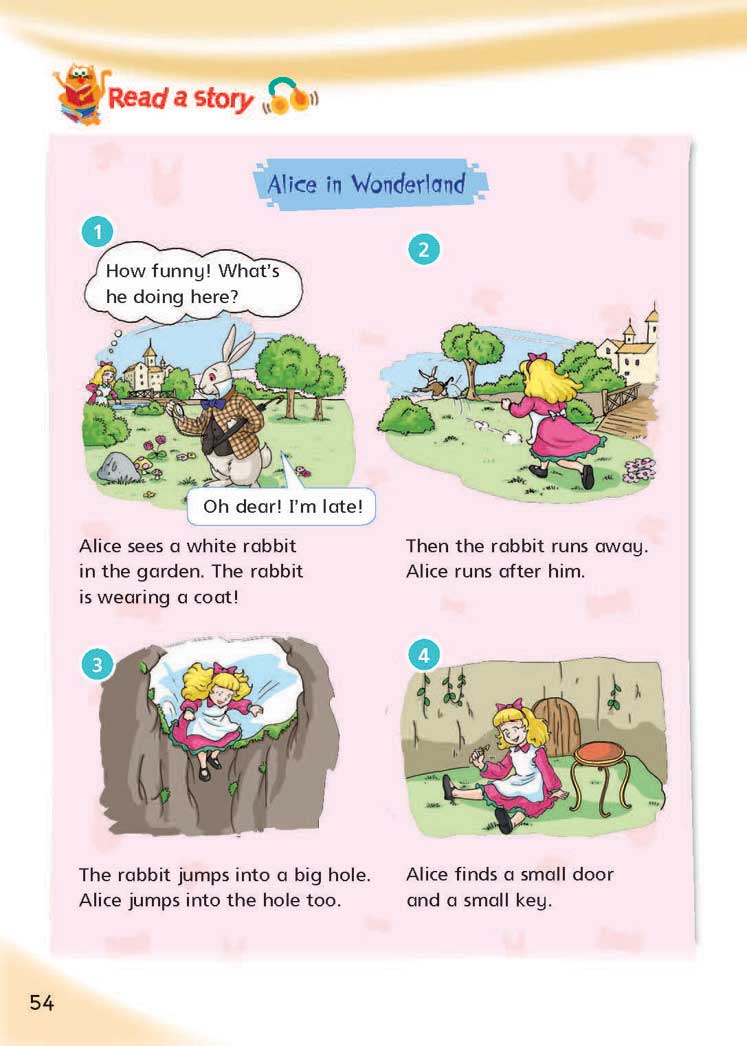 Read a story
Alice in Wonderland
1
How funny! What's
he doing here?
Oh dear! I'm late!
Alice sees a white rabbit
in the garden. The rabbit
is wearing a coat!
2
Then the rabbit runs away.
Alice runs after him.
3
The rabbit jumps into a big hole.
Alice jumps into the hole too.
4
Alice finds a small door
and a small key.
54